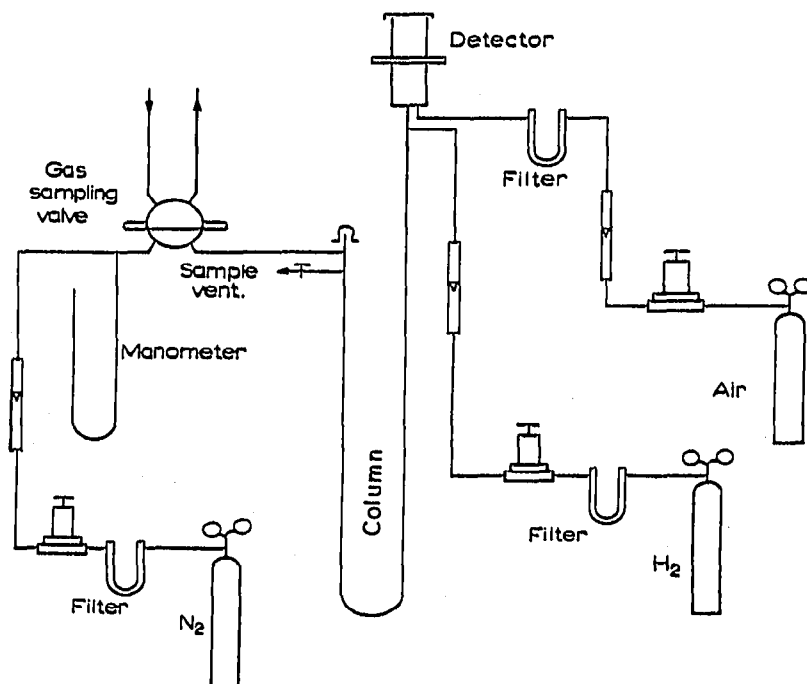 Detector
Gas
sampling
valve
Filter
Sample
vent.
Manometer
Air
Column
Filter
H₂
Filter
N₂